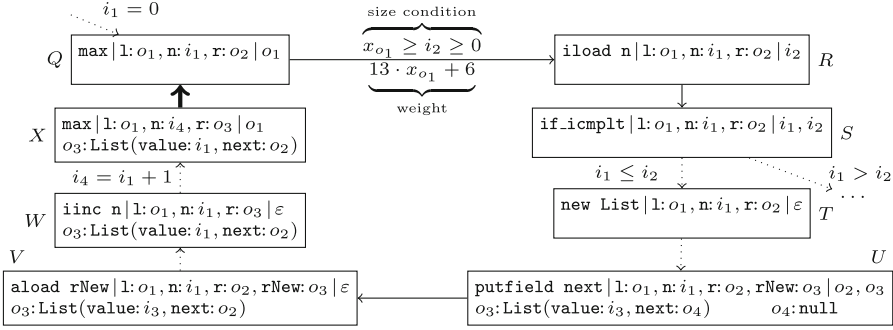 i₁ = 0
size condition
Q
max | l: o₁, n: i₁, r: o₂ | o₁
x_{o₁} ≥ i₂ ≥ 0
13 · x_{o₁} + 6
weight
iload n | l: o₁, n: i₁, r: o₂ | i₂
R
X
max | l: o₁, n: i₄, r: o₃ | o₁
o₃: List(value: i₁, next: o₂)
if_icmplt | l: o₁, n: i₁, r: o₂ | i₁, i₂
S
i₄ = i₁ + 1
i₁ ≤ i₂
i₁ > i₂
...
W
iinc n | l: o₁, n: i₁, r: o₃ | ε
o₃: List(value: i₁, next: o₂)
new List | l: o₁, n: i₁, r: o₂ | ε
T
V
aload rNew | l: o₁, n: i₁, r: o₂, rNew: o₃ | ε
o₃: List(value: i₃, next: o₂)
U
putfield next | l: o₁, n: i₁, r: o₂, rNew: o₃ | o₂, o₃
o₃: List(value: i₃, next: o₄) o₄: null